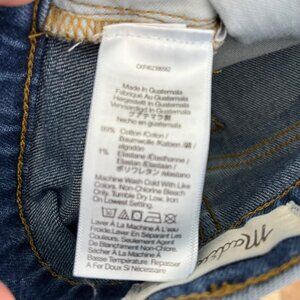 Made In Guatemala
Fabriqué Au Guatemala
Hergestellt In Guatemala
Vervaardigd In Guatemala
グアテマラ製
Hecho en Guatemala
99% Cotton /Coton /
Baumwolle /Katoen /綿 /
algodón
1% Elastane /Elasthanne /
Elasthan /Elastaan /
ポリウレタン /elastano
Machine Wash Cold With Like
Colors. Non-Chlorine Bleach
Only. Tumble Dry Low. Iron
On Lowest Setting.
Laver À La Machine À L'eau
Froide. Laver En Séparant Les
Couleurs. Seulement Agent
De Blanchiment Non Chloré.
Sécher À La Machine À
Basse Température. Repasser
À Fer Doux Si Nécessaire.